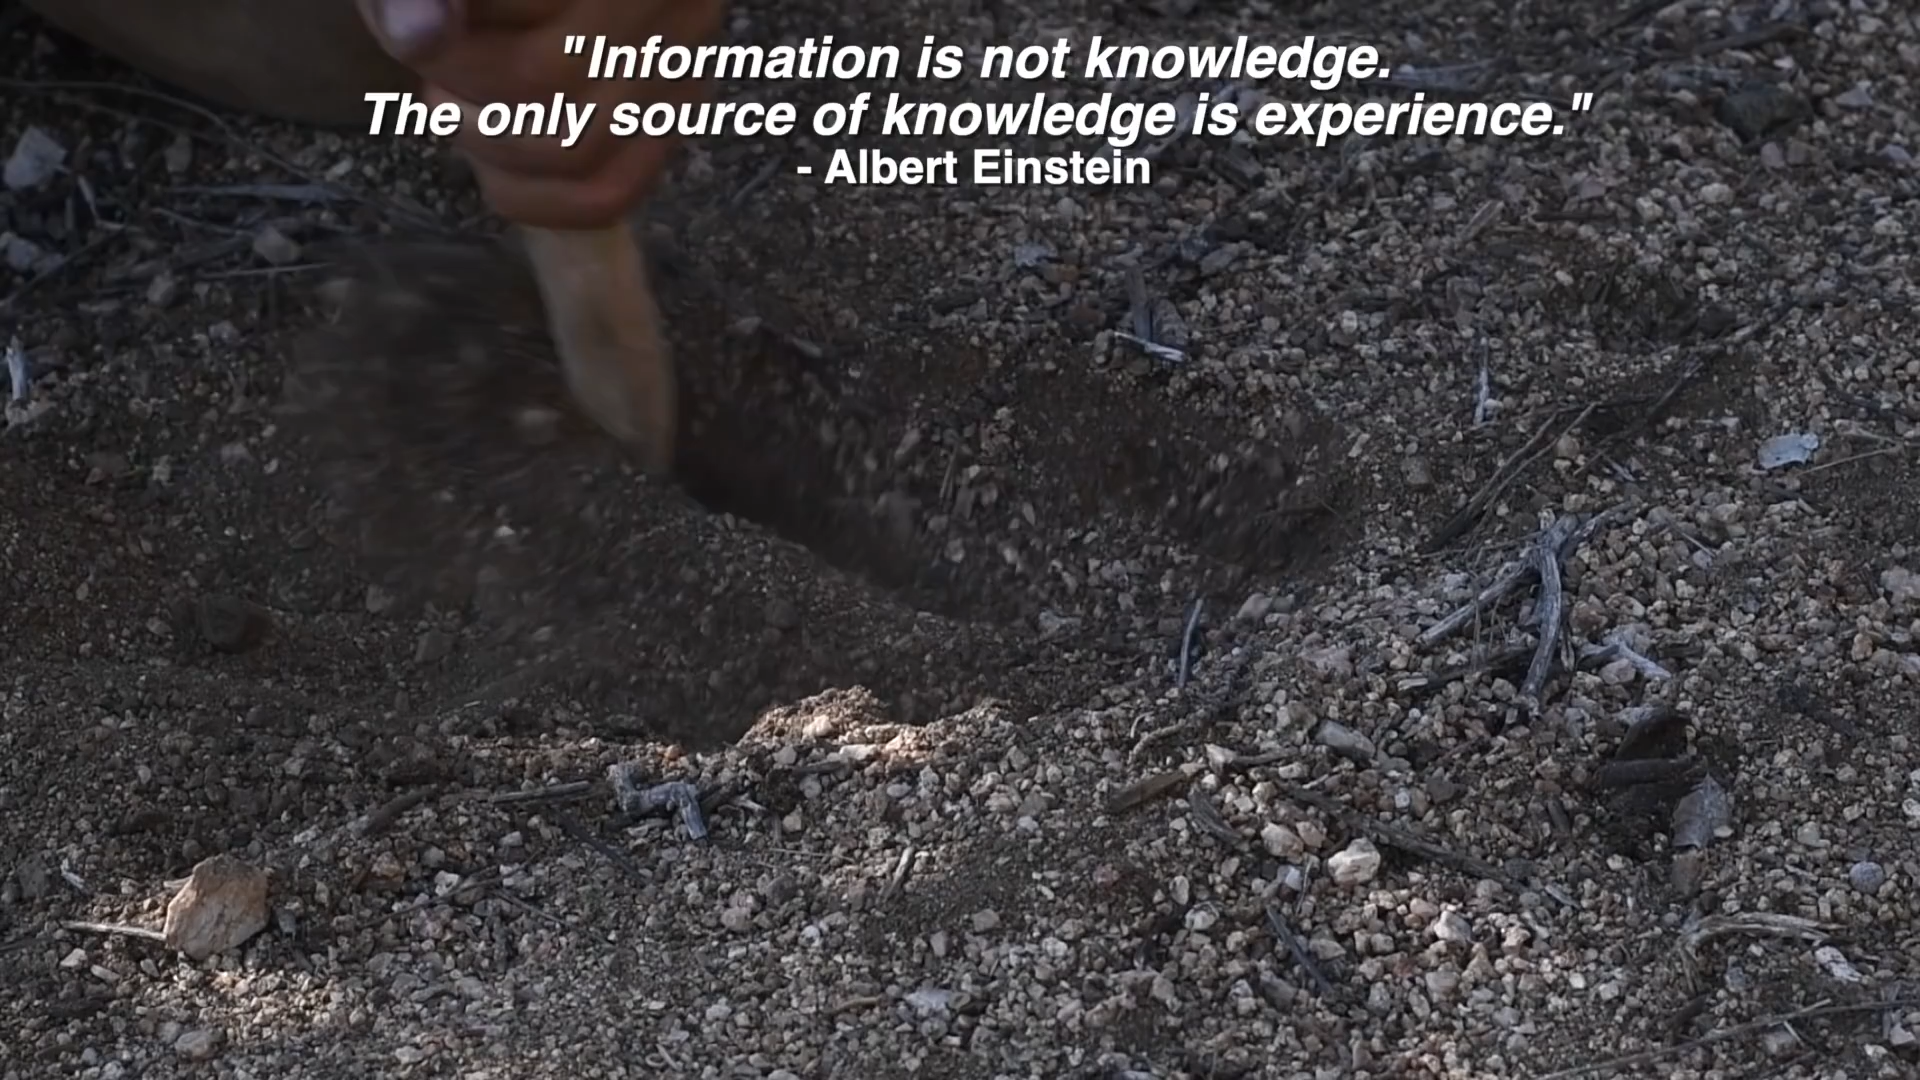 "Information is not knowledge.
The only source of knowledge is experience."
- Albert Einstein